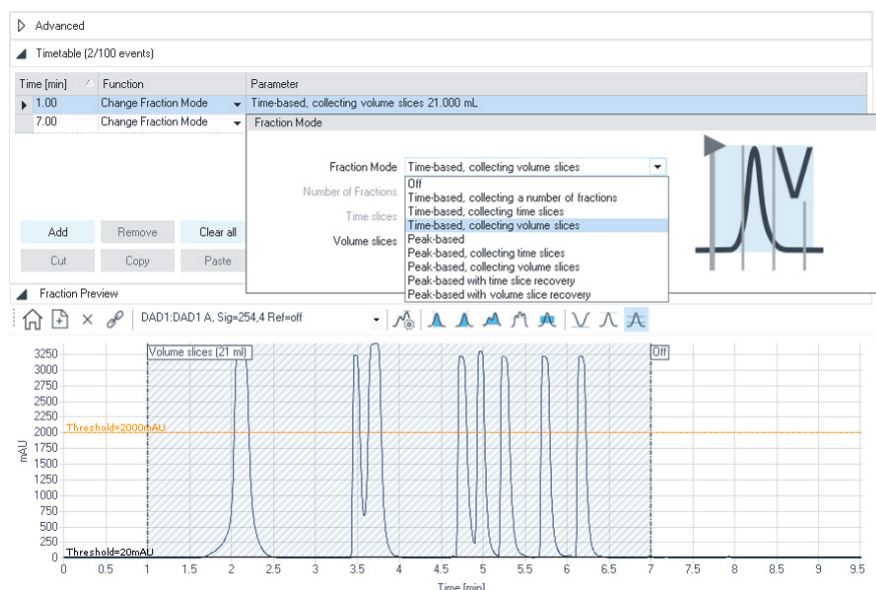 Advanced
Timetable (2/100 events)
Time [min] Function Parameter
1.00 Change Fraction Mode Time-based, collecting volume slices 21.000 mL
7.00 Change Fraction Mode
Fraction Mode
Fraction Mode Time-based, collecting volume slices
Number of Fractions
Time slices
Volume slices
Off
Time-based, collecting a number of fractions
Time-based, collecting time slices
Time-based, collecting volume slices
Peak-based
Peak-based, collecting time slices
Peak-based, collecting volume slices
Peak-based with time slice recovery
Peak-based with volume slice recovery
Add Remove Clear all
Cut Copy Paste
Fraction Preview
DAD1:DAD1 A, Sig=254,4 Ref=off
Volume slices (21 ml) Off
3250
3000
2750
2500
2250
2000
1750
1500
1250
1000
750
500
250
0
mAU
Threshold=2000mAU
Threshold=20mAU
0 0.5 1 1.5 2 2.5 3 3.5 4 4.5 5 5.5 6 6.5 7 7.5 8 8.5 9 9.5
Time [min]